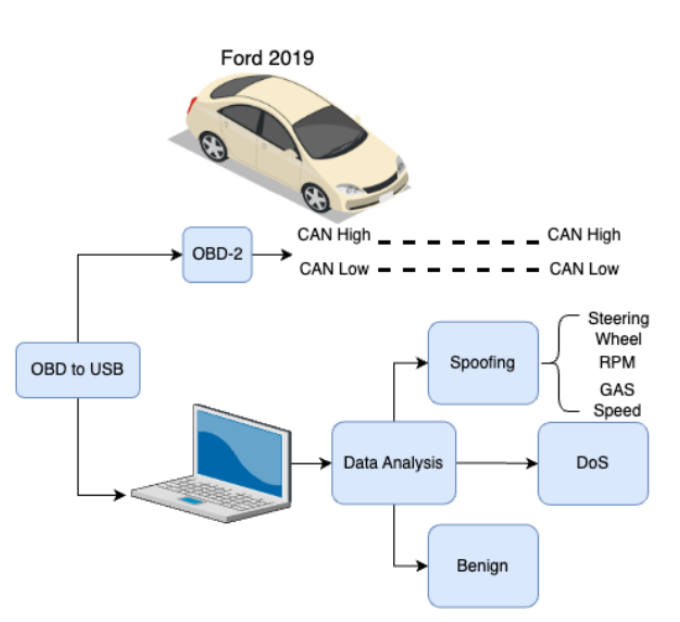 Ford 2019
CAN High
CAN High
OBD-2
CAN Low
CAN Low
OBD to USB
Spoofing
Steering
Wheel
RPM
GAS
Speed
Data Analysis
DoS
Benign